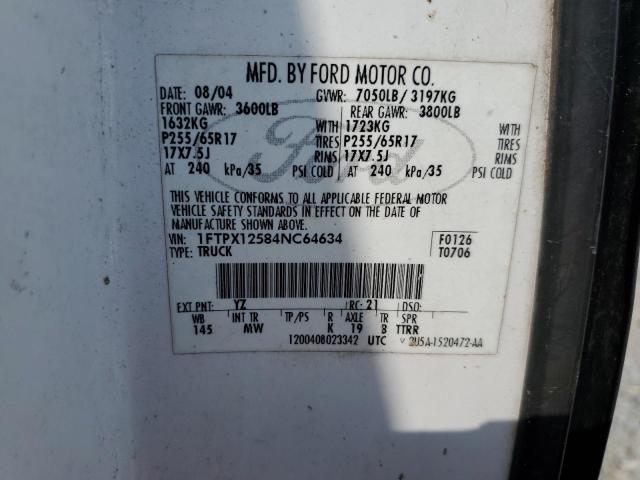 MFD. BY FORD MOTOR CO.
DATE: 08/04 GVWR: 7050LB/ 3197KG
FRONT GAWR: 3600LB REAR GAWR: 3800LB
1632KG WITH 1723KG WITH
P255/65R17 TIRES P255/65R17 TIRES
17X7.5J RIMS 17X7.5J RIMS
AT 240 kPa/35 PSI COLD AT 240 kPa/35 PSI COLD
THIS VEHICLE CONFORMS TO ALL APPLICABLE FEDERAL MOTOR
VEHICLE SAFETY STANDARDS IN EFFECT ON THE DATE OF
MANUFACTURE SHOWN ABOVE.
VIN: 1FTPX12584NC64634 F0126
TYPE: TRUCK T0706
EXT PNT: YZ RC: 21 DSO:
WB INT TR TP/PS R AXLE TR SPR
145 MW K 19 B TTRR
1200408023342 UTC
Ford